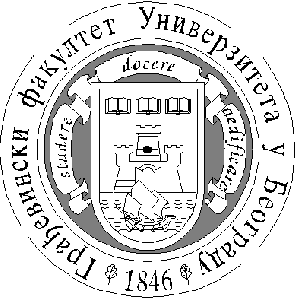 Грађевински факултет Универзитета у Београду
1846
studere docere aedificare